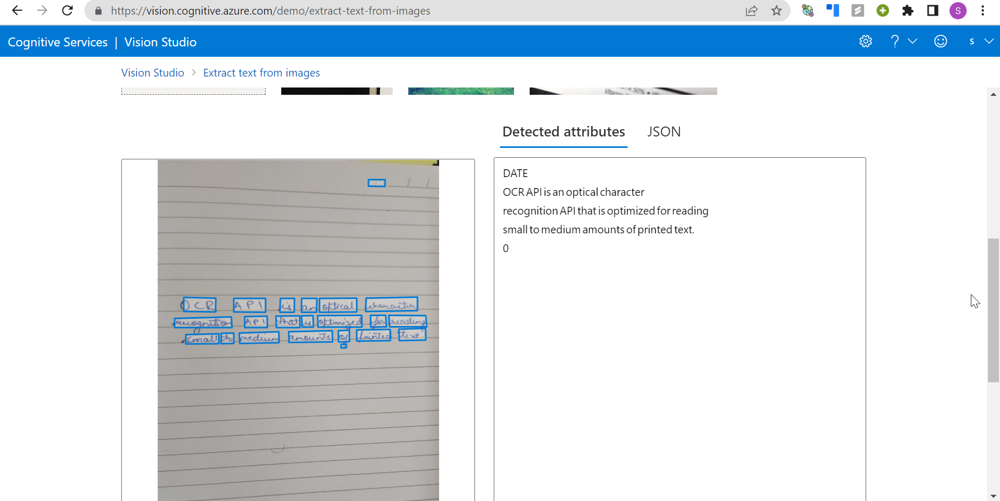 https://vision.cognitive.azure.com/demo/extract-text-from-images
S
Cognitive Services | Vision Studio
? s
Vision Studio > Extract text from images
A 50% •
Detected attributes JSON
DATE
OCR API is an optical character
recognition API that is optimized for reading
small to medium amounts of printed text.
DATE
OCR API is an optical character
recognition API that is optimized for reading
small to medium amounts of printed text.
0